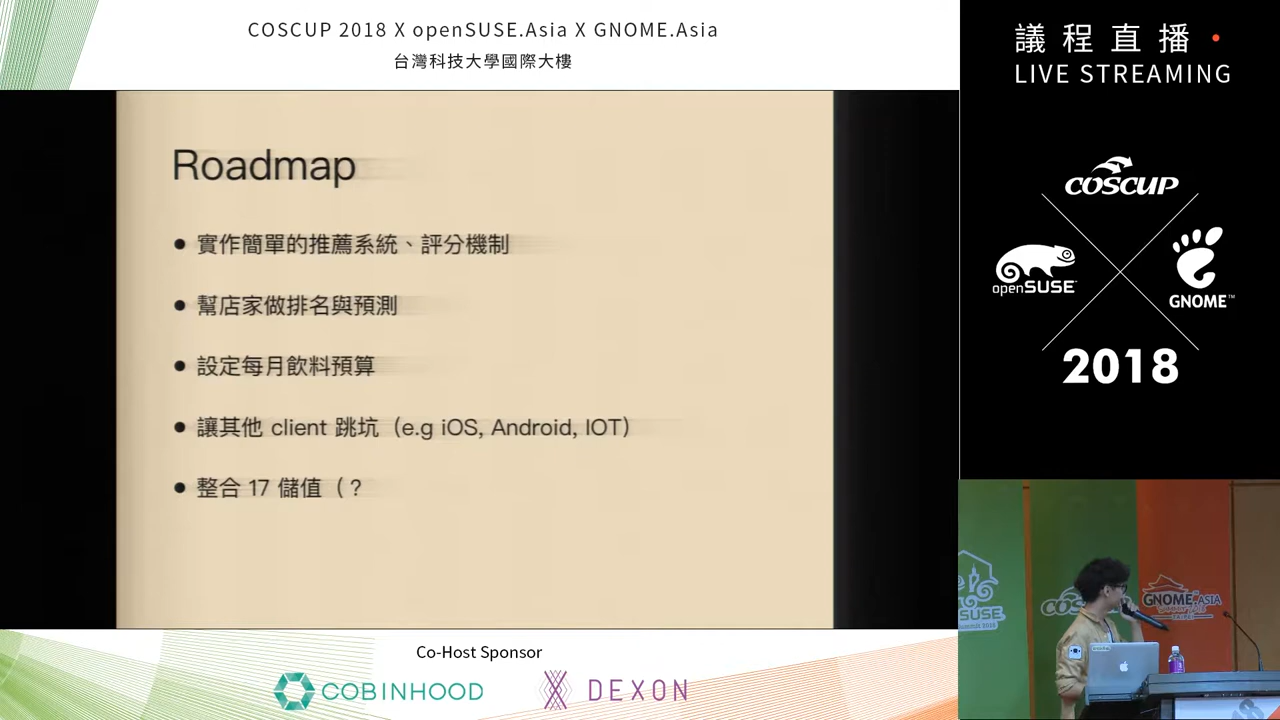 COSCUP 2018 X openSUSE.Asia X GNOME.Asia
台灣科技大學國際大樓
議程直播
LIVE STREAMING
Roadmap
實作簡單的推薦系統、評分機制
幫店家做排名與預測
設定每月飲料預算
讓其他 client 跳坑（e.g iOS, Android, IOT）
整合 17 儲值（?
COSCUP
openSUSE
GNOME™
2018
GNOME.ASIA
Co-Host Sponsor
COBINHOOD
DEXON